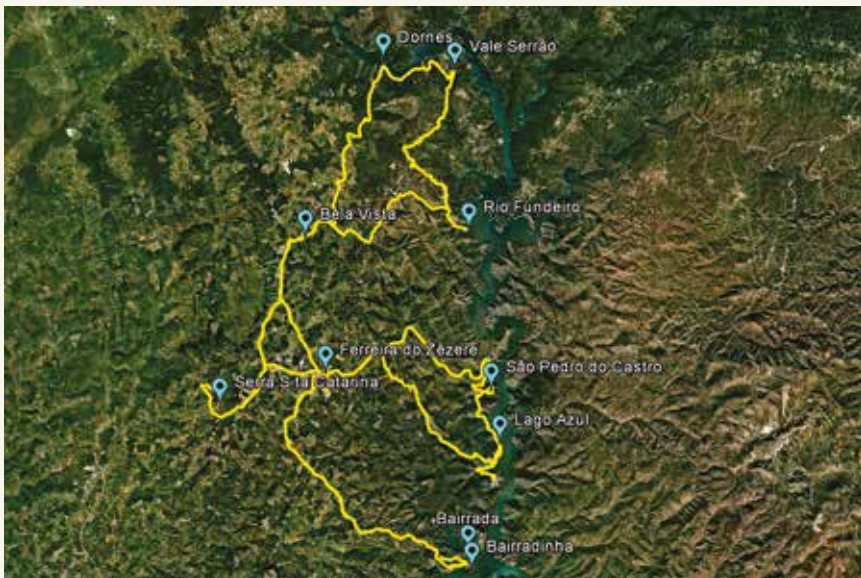 Dornes
Vale Serrão
Bela Vista
Rio Fundeiro
Ferreira do Zêzere
São Pedro do Castro
Serra Sta Catarina
Lago Azul
Bairrada
Bairradinha